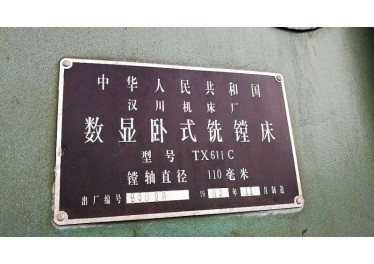 中华人民共和国
汉川机床厂
数显卧式铣镗床
型号 TX611C
镗轴直径 110毫米
出厂编号 19 年 月制造